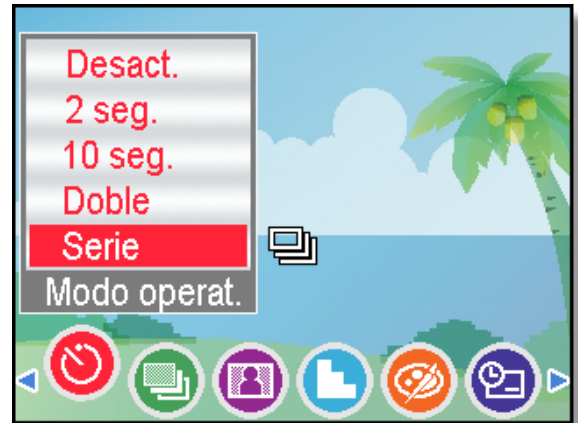 Desact.
2 seg.
10 seg.
Doble
Serie
Modo operat.